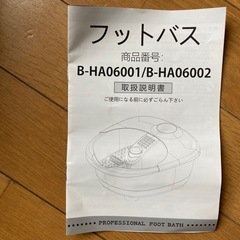 フットバス
商品番号:
B-HA06001/B-HA06002
取扱説明書
ご使用になる前に必ずごらん下さい
PROFESSIONAL FOOT BATH